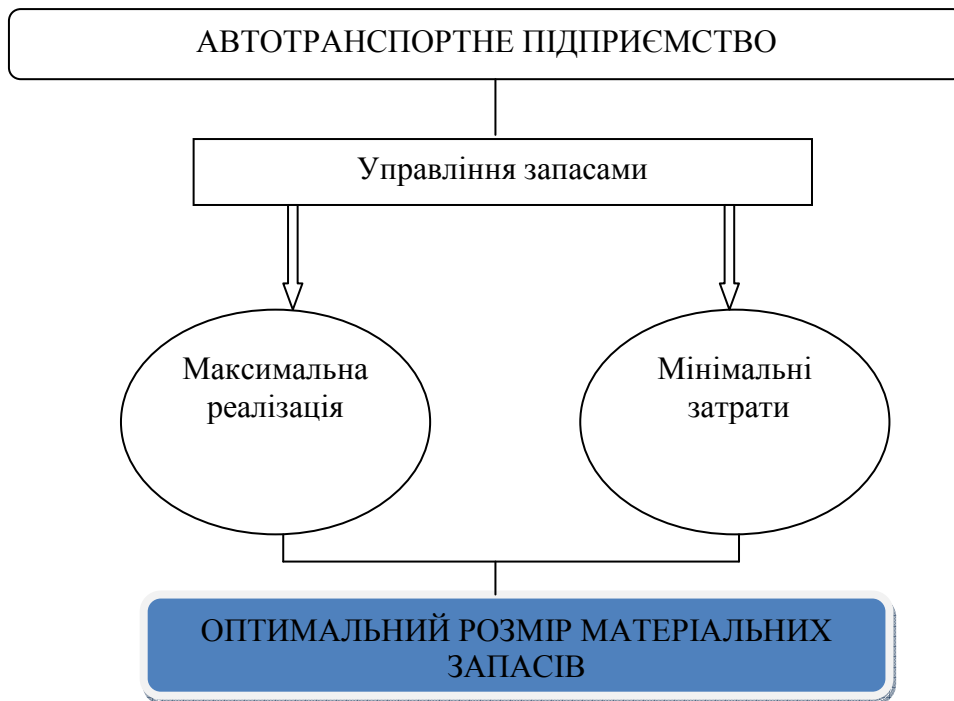 АВТОТРАНСПОРТНЕ ПІДПРИЄМСТВО
Управління запасами
Максимальна
реалізація
Мінімальні
затрати
ОПТИМАЛЬНИЙ РОЗМІР МАТЕРІАЛЬНИХ
ЗАПАСІВ